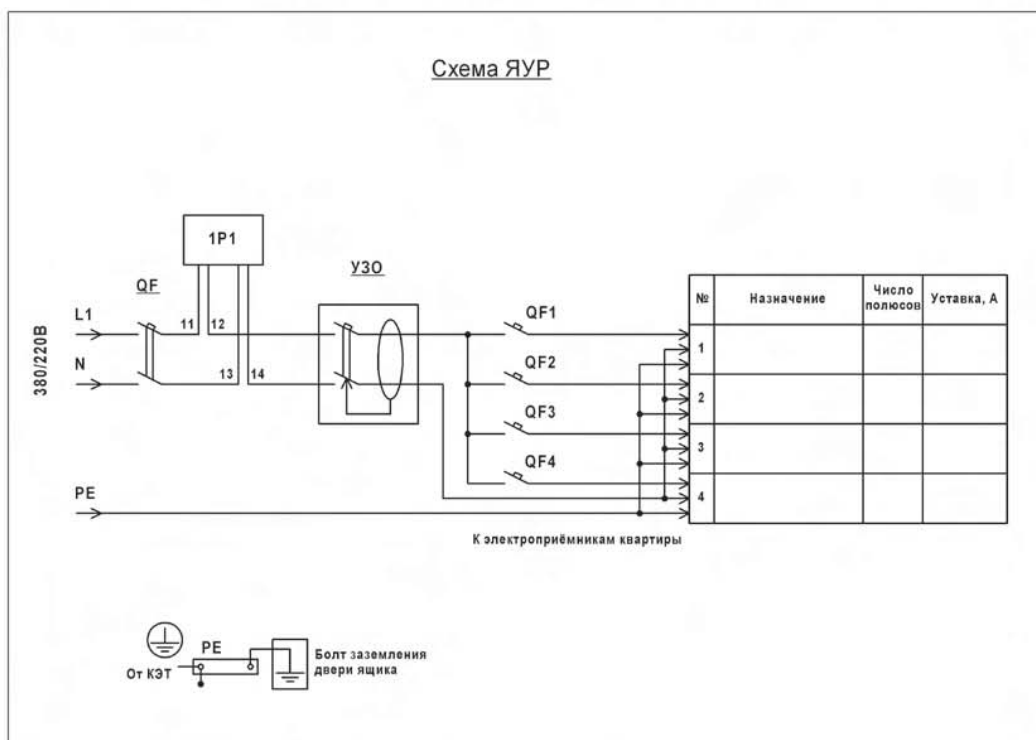 Схема ЯУР
1P1
УЗО
QF
L1
11 12
N
13 14
380/220В
PE
QF1
QF2
QF3
QF4
№ Назначение Число полюсов Уставка, А
1
2
3
4
К электроприёмникам квартиры
PE
От КЭТ
Болт заземления
двери ящика